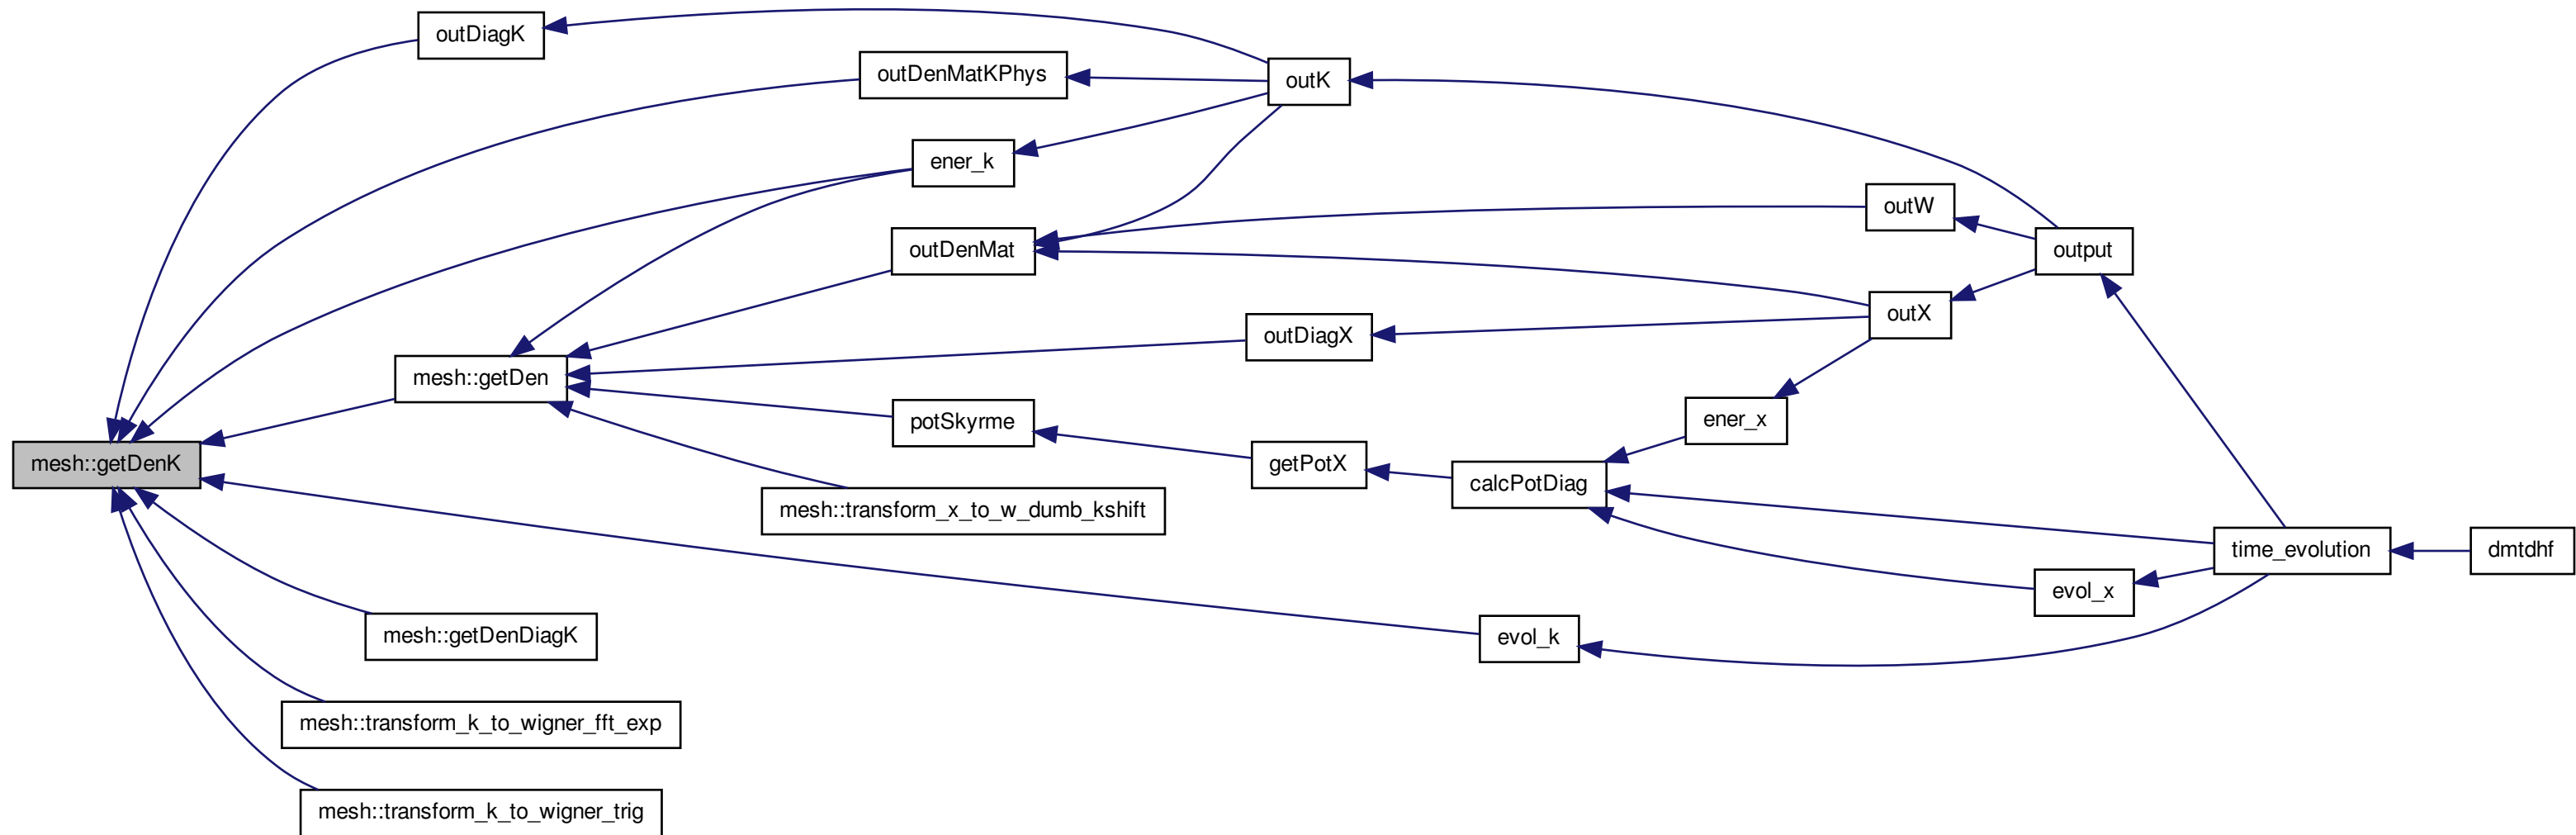 outDiagK
outDenMatKPhys
outK
ener_k
outW
outDenMat
output
outX
outDiagX
mesh::getDen
potSkyrme
ener_x
mesh::getDenK
getPotX
calcPotDiag
mesh::transform_x_to_w_dumb_kshift
time_evolution
dmtdhf
evol_x
mesh::getDenDiagK
evol_k
mesh::transform_k_to_wigner_fft_exp
mesh::transform_k_to_wigner_trig